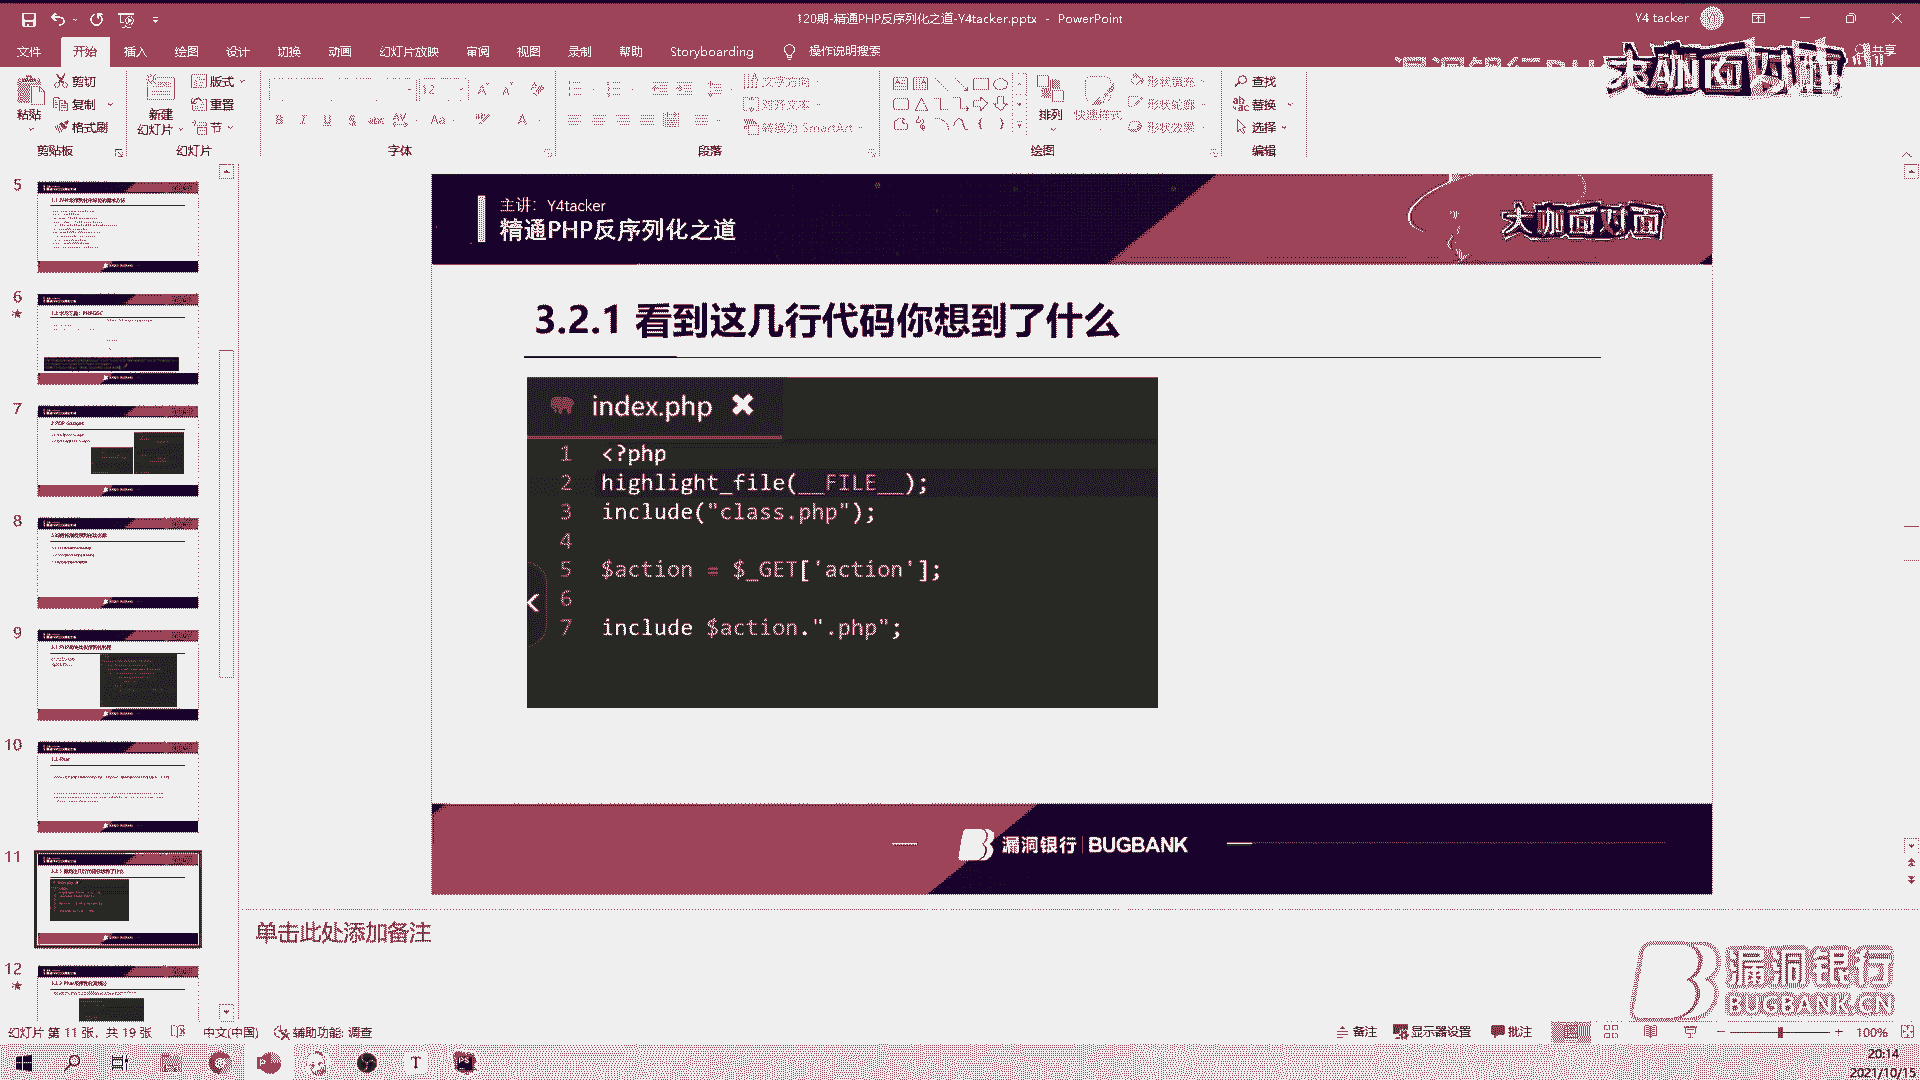 120期-精通PHP反序列化之道-Y4tacker.pptx - PowerPoint
Y4 tacker
文件 开始 插入 绘图 设计 切换 动画 幻灯片放映 审阅 视图 录制 帮助 Storyboarding 操作说明搜索
共享
大咖面对面
粘贴
剪切
复制
格式刷
剪贴板
新建
幻灯片
版式
重置
节
幻灯片
12
字体
文字方向
对齐文本
转换为 SmartArt
段落
排列
快速样式
形状填充
形状轮廓
形状效果
绘图
查找
替换
选择
编辑
5
6
7
8
9
10
11
12
主讲：Y4tacker
精通PHP反序列化之道
大咖面对面
3.2.1 看到这几行代码你想到了什么
index.php
1 <?php
2 highlight_file(__FILE__);
3 include("class.php");
4
5 $action = $_GET['action'];
6
7 include $action.".php";
漏洞银行 BUGBANK
单击此处添加备注
漏洞银行
BUGBANK.CN
幻灯片 第 11 张，共 19 张 中文(中国) 辅助功能: 调查
备注 显示器设置 批注 100%
20:14
2021/10/15